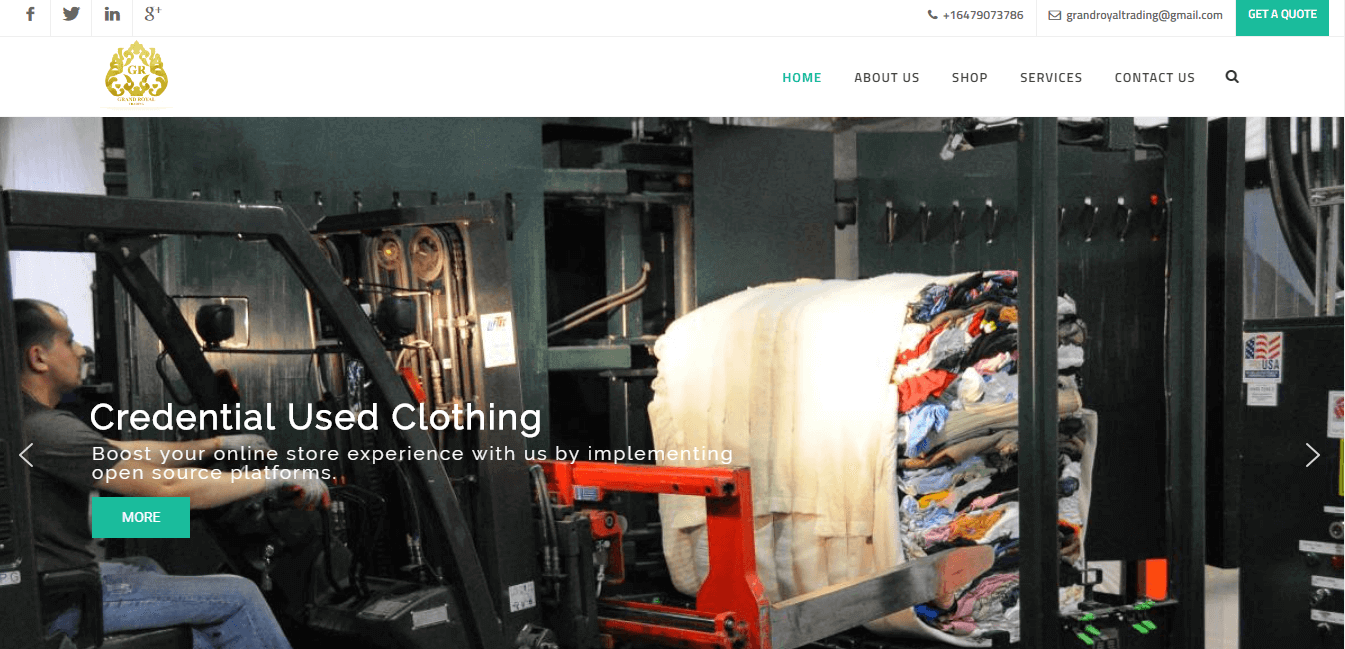 +16479073786
grandroyaltrading@gmail.com
GET A QUOTE
GR
GRAND ROYAL
HOME
ABOUT US
SHOP
SERVICES
CONTACT US
USA
Credential Used Clothing
Boost your online store experience with us by implementing
open source platforms.
MORE
PG